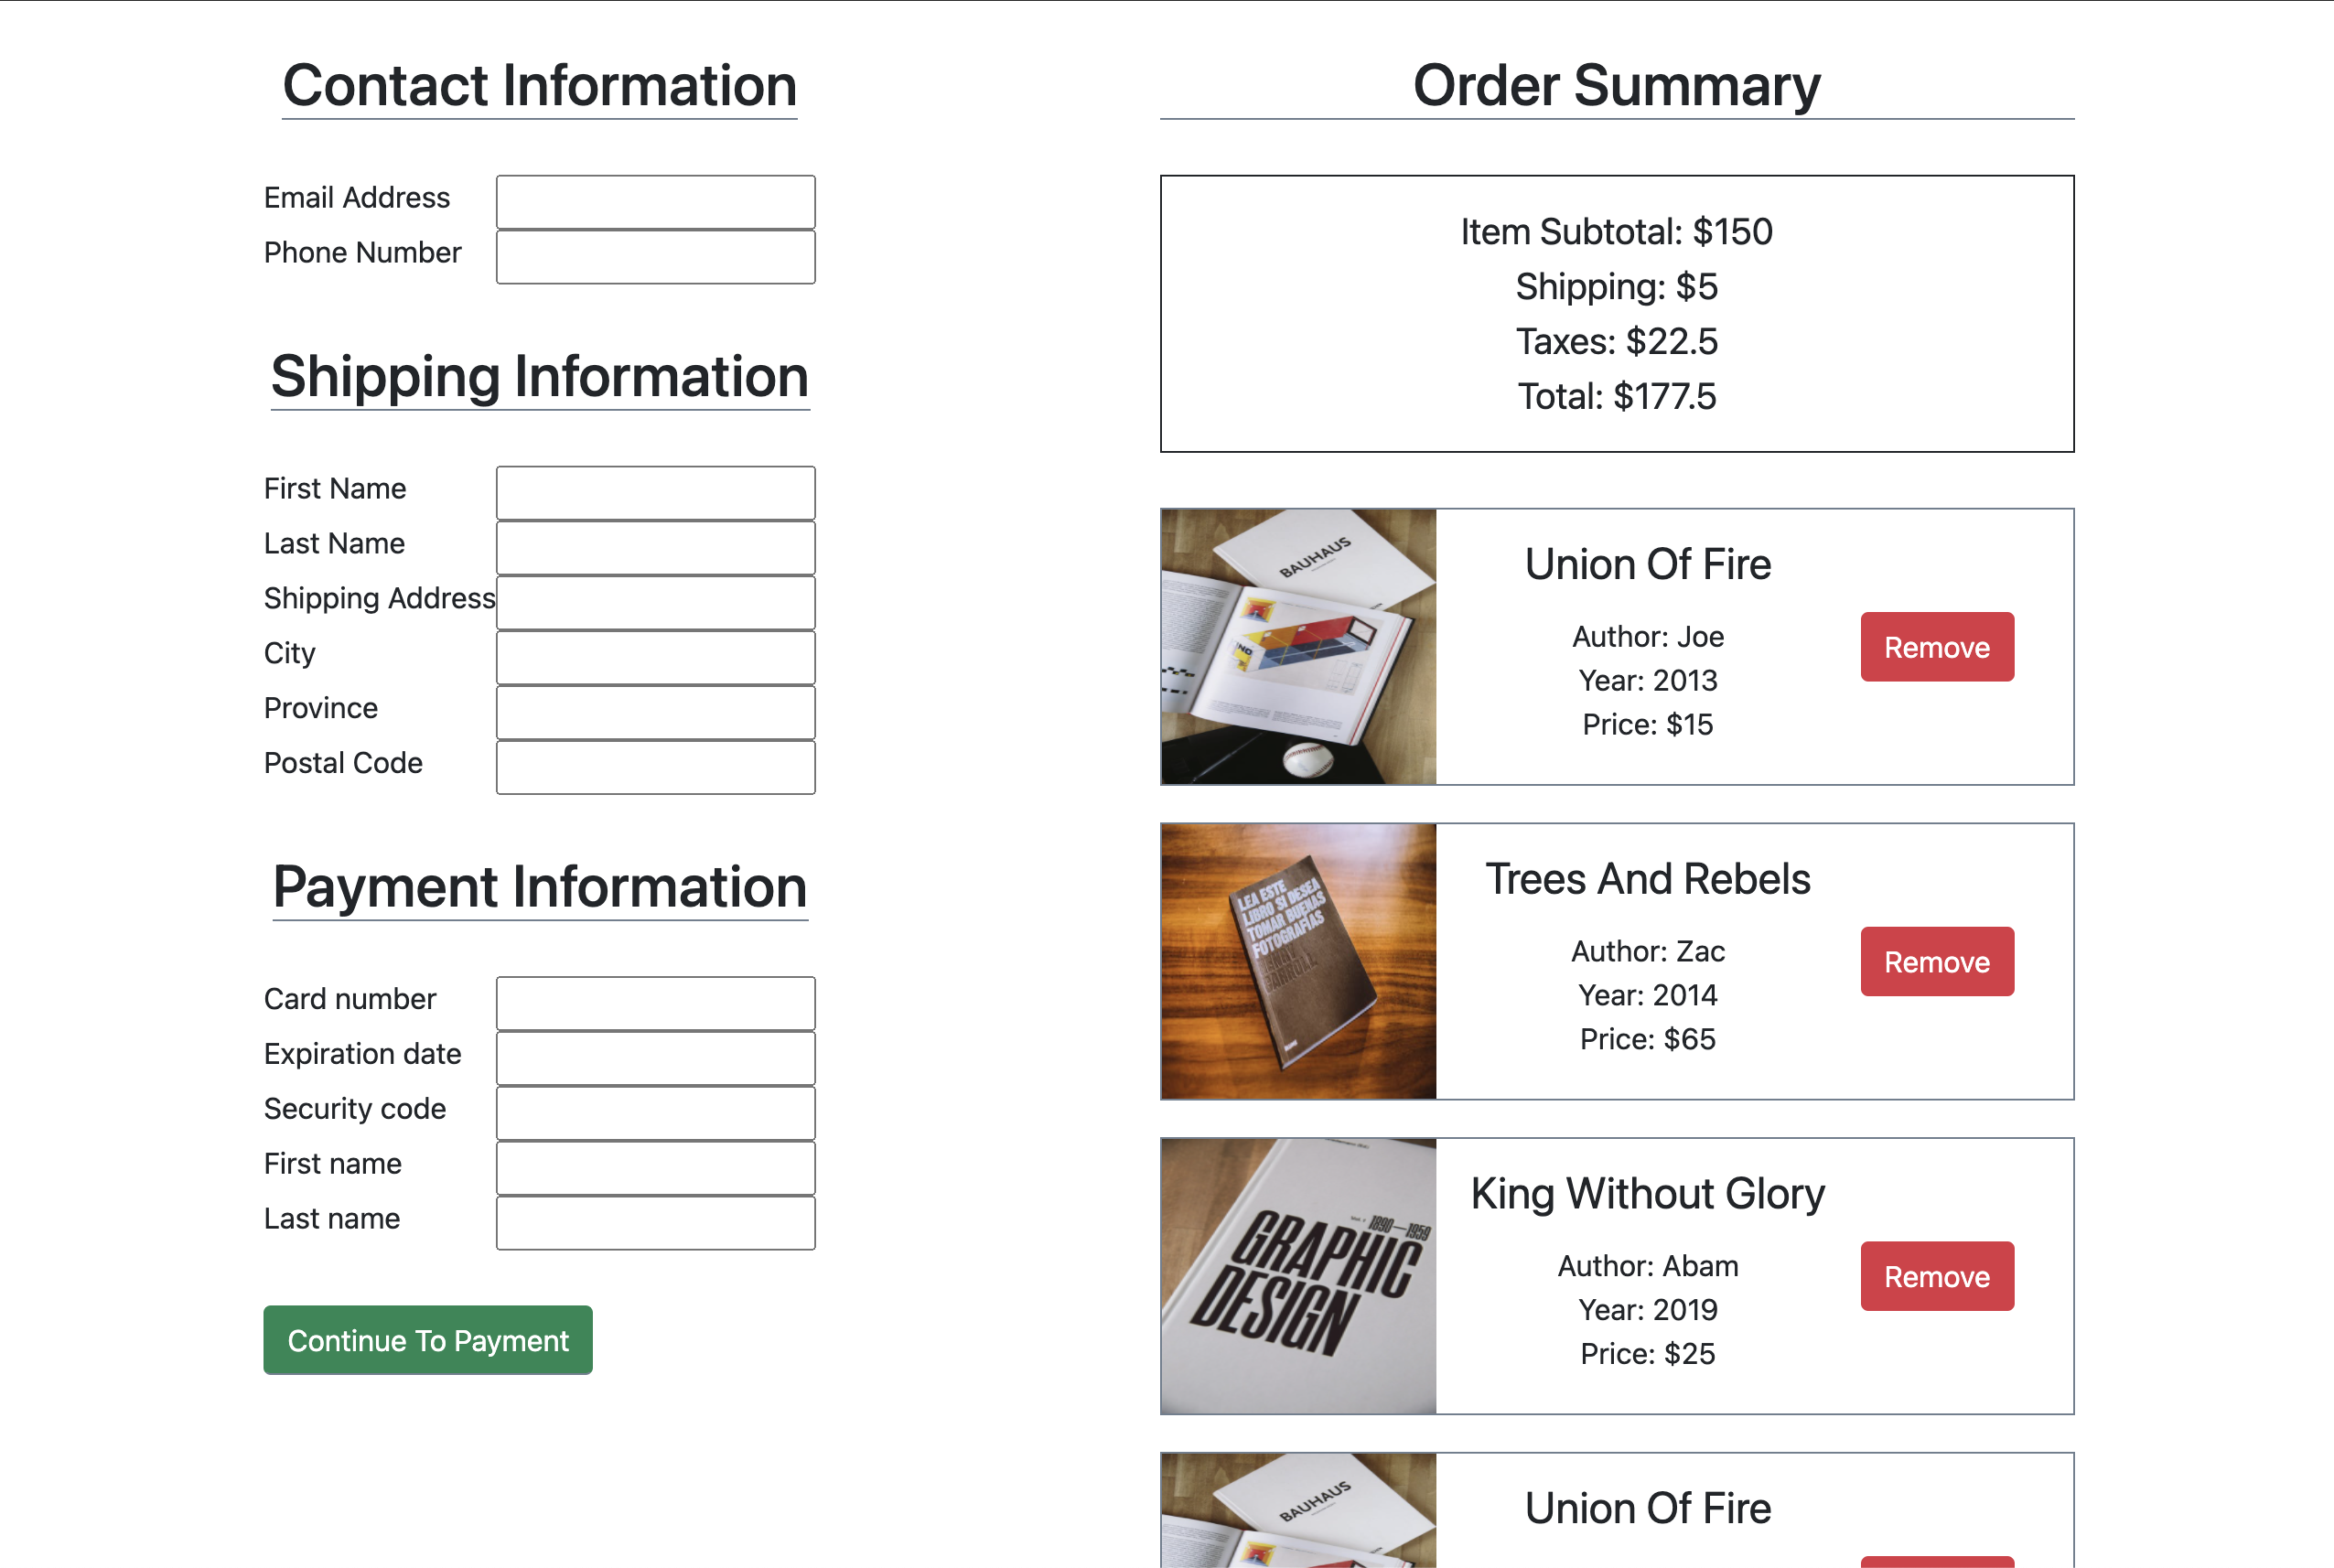 Contact Information
Email Address
Phone Number
Shipping Information
First Name
Last Name
Shipping Address
City
Province
Postal Code
Payment Information
Card number
Expiration date
Security code
First name
Last name
Continue To Payment
Order Summary
Item Subtotal: $150
Shipping: $5
Taxes: $22.5
Total: $177.5
BAUHAUS
Union Of Fire
Author: Joe
Year: 2013
Price: $15
Remove
LEA ESTE
LIBRO SI DESEA
TOMAR BUENAS
FOTOGRAFÍAS
HENRY
CARROLL
Trees And Rebels
Author: Zac
Year: 2014
Price: $65
Remove
Vol. 1 1890—1959
GRAPHIC
DESIGN
King Without Glory
Author: Abam
Year: 2019
Price: $25
Remove
BAUHAUS
Union Of Fire